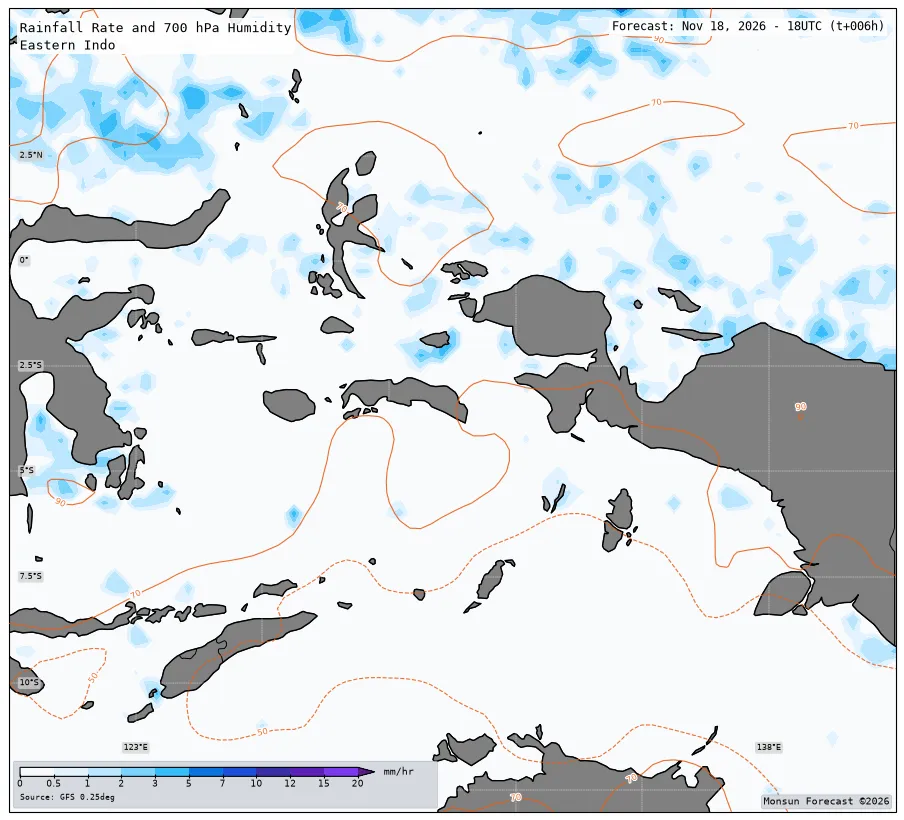 Rainfall Rate and 700 hPa Humidity
Eastern Indo
Forecast: Nov 18, 2026 - 18UTC (t+006h)
90
70
70
2.5°N
70
0°
2.5°S
90
5°S
90
7.5°S
70
50
10°S
50
123°E
138°E
70
70
mm/hr
0 0.5 1 2 3 5 7 10 12 15 20
Source: GFS 0.25deg
Monsun Forecast ©2026